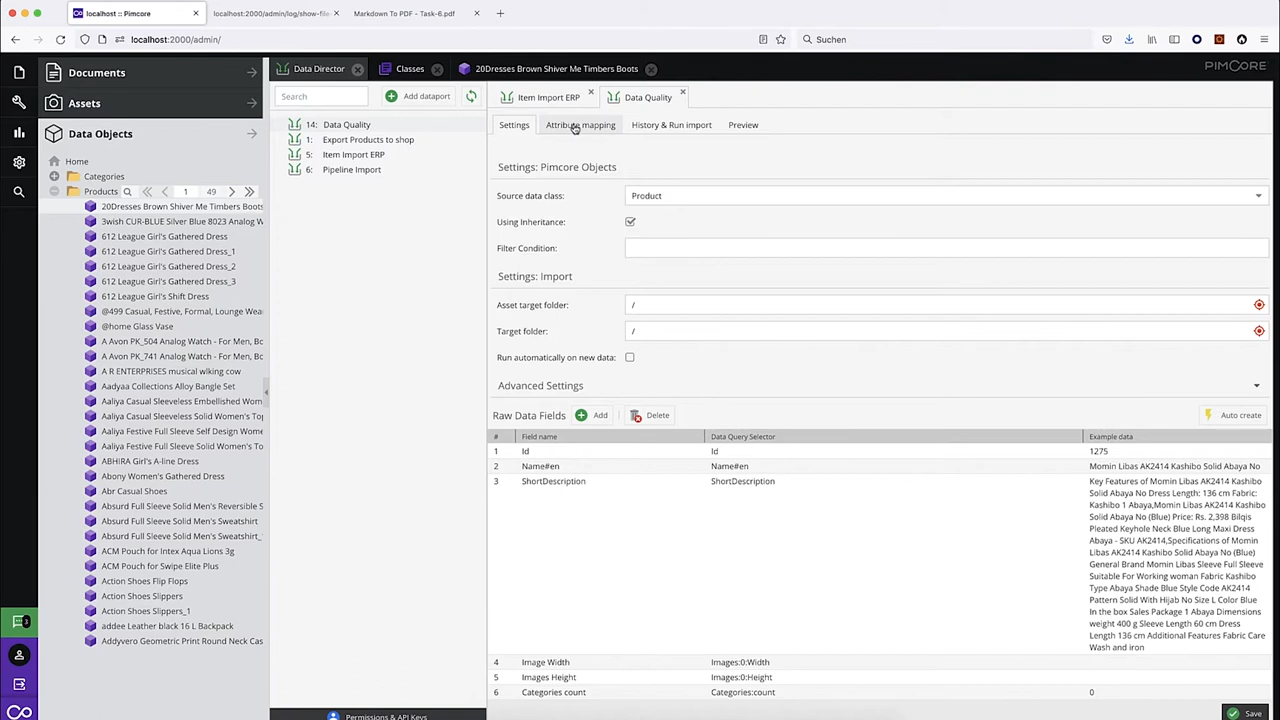 localhost :: Pimcore
localhost:2000/admin/log/show-file-
Markdown To PDF - Task-6.pdf
localhost:2000/admin/
Suchen
Documents
Assets
Data Objects
Home
Categories
Products
1
49
20Dresses Brown Shiver Me Timbers Boots
3wish CUR-BLUE Silver Blue 8023 Analog W
612 League Girl's Gathered Dress
612 League Girl's Gathered Dress_1
612 League Girl's Gathered Dress_2
612 League Girl's Gathered Dress_3
612 League Girl's Shift Dress
@499 Casual, Festive, Formal, Lounge Wea
@home Glass Vase
A Avon PK_504 Analog Watch - For Men, Bo
A Avon PK_741 Analog Watch - For Men, Bo
A R ENTERPRISES musical wlking cow
Aadyaa Collections Alloy Bangle Set
Aaliya Casual Sleeveless Embellished Wom
Aaliya Casual Sleeveless Solid Women's Top
Aaliya Festive Full Sleeve Self Design Wome
Aaliya Festive Full Sleeve Solid Women's To
ABHIRA Girl's A-line Dress
Abony Women's Gathered Dress
Abr Casual Shoes
Absurd Full Sleeve Solid Men's Reversible S
Absurd Full Sleeve Solid Men's Sweatshirt
Absurd Full Sleeve Solid Men's Sweatshirt_
ACM Pouch for Intex Aqua Lions 3g
ACM Pouch for Swipe Elite Plus
Action Shoes Flip Flops
Action Shoes Slippers
Action Shoes Slippers_1
addee Leather black 16 L Backpack
Addyvero Geometric Print Round Neck Cas
Data Director
Classes
20Dresses Brown Shiver Me Timbers Boots
PIMCORE
Search
Add dataport
14: Data Quality
1: Export Products to shop
5: Item Import ERP
6: Pipeline Import
Permissions & API Keys
Item Import ERP
Data Quality
Settings
Attribute mapping
History & Run import
Preview
Settings: Pimcore Objects
Source data class:
Product
Using Inheritance:
Filter Condition:
Settings: Import
Asset target folder:
/
Target folder:
/
Run automatically on new data:
Advanced Settings
Raw Data Fields
Add
Delete
Auto create
# Field name Data Query Selector Example data
1 Id Id 1275
2 Name#en Name#en Momin Libas AK2414 Kashibo Solid Abaya No
3 ShortDescription ShortDescription Key Features of Momin Libas AK2414 Kashibo
Solid Abaya No Dress Length: 136 cm Fabric:
Kashibo 1 Abaya,Momin Libas AK2414 Kashibo
Solid Abaya No (Blue) Price: Rs. 2,398 Bilqis
Pleated Keyhole Neck Blue Long Maxi Dress
Abaya - SKU AK2414,Specifications of Momin
Libas AK2414 Kashibo Solid Abaya No (Blue)
General Brand Momin Libas Sleeve Full Sleeve
Suitable For Working woman Fabric Kashibo
Type Abaya Shade Blue Style Code AK2414
Pattern Solid With Hijab No Size L Color Blue
In the box Sales Package 1 Abaya Dimensions
weight 400 g Sleeve Length 60 cm Dress
Length 136 cm Additional Features Fabric Care
Wash and iron
4 Image Width Images:0:Width
5 Images Height Images:0:Height
6 Categories count Categories:count 0
Save